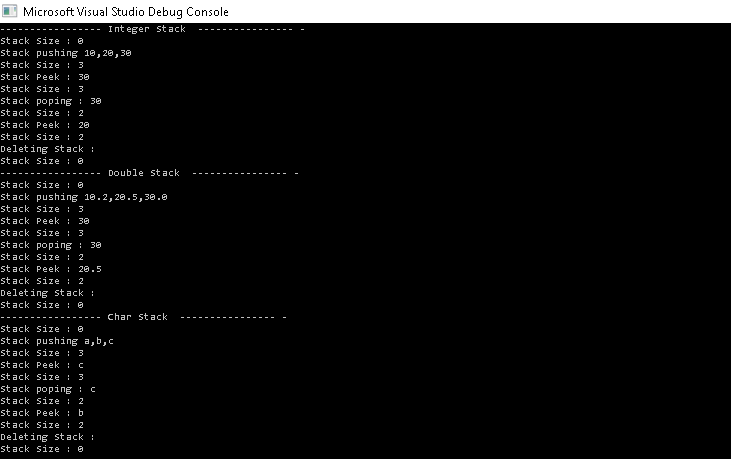 Microsoft Visual Studio Debug Console
----------------- Integer Stack  ---------------- -
Stack Size : 0
Stack pushing 10,20,30
Stack Size : 3
Stack Peek : 30
Stack Size : 3
Stack poping : 30
Stack Size : 2
Stack Peek : 20
Stack Size : 2
Deleting Stack :
Stack Size : 0
----------------- Double Stack  ---------------- -
Stack Size : 0
Stack pushing 10.2,20.5,30.0
Stack Size : 3
Stack Peek : 30
Stack Size : 3
Stack poping : 30
Stack Size : 2
Stack Peek : 20.5
Stack Size : 2
Deleting Stack :
Stack Size : 0
----------------- Char Stack  ---------------- -
Stack Size : 0
Stack pushing a,b,c
Stack Size : 3
Stack Peek : c
Stack Size : 3
Stack poping : c
Stack Size : 2
Stack Peek : b
Stack Size : 2
Deleting Stack :
Stack Size : 0